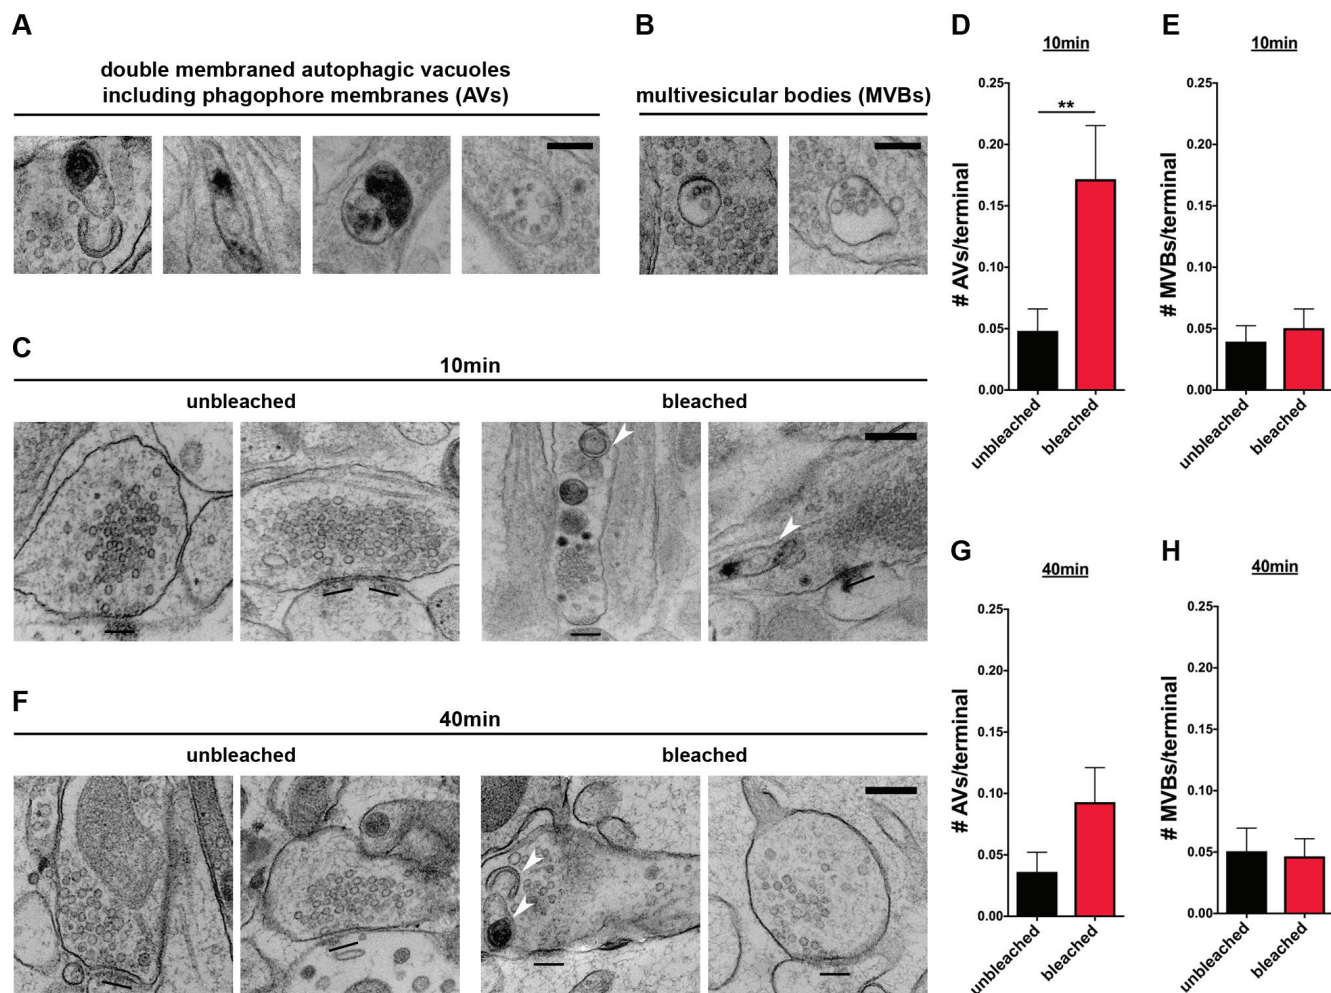 A
double membraned autophagic vacuoles
including phagophore membranes (AVs)
B
multivesicular bodies (MVBs)
C
10min
unbleached
bleached
F
40min
unbleached
bleached
D
10min
# AVs/terminal
0.25
0.20
0.15
0.10
0.05
0.00
**
unbleached
bleached
E
10min
# MVBs/terminal
0.25
0.20
0.15
0.10
0.05
0.00
unbleached
bleached
G
40min
# AVs/terminal
0.25
0.20
0.15
0.10
0.05
0.00
unbleached
bleached
H
40min
# MVBs/terminal
0.25
0.20
0.15
0.10
0.05
0.00
unbleached
bleached